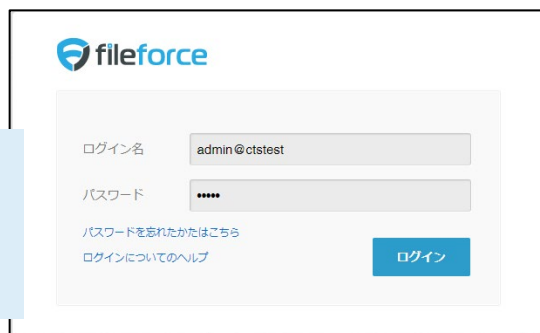 fileforce
ログイン名 admin@ctstest
パスワード •••••
パスワードを忘れたかたはこちら
ログインについてのヘルプ
ログイン